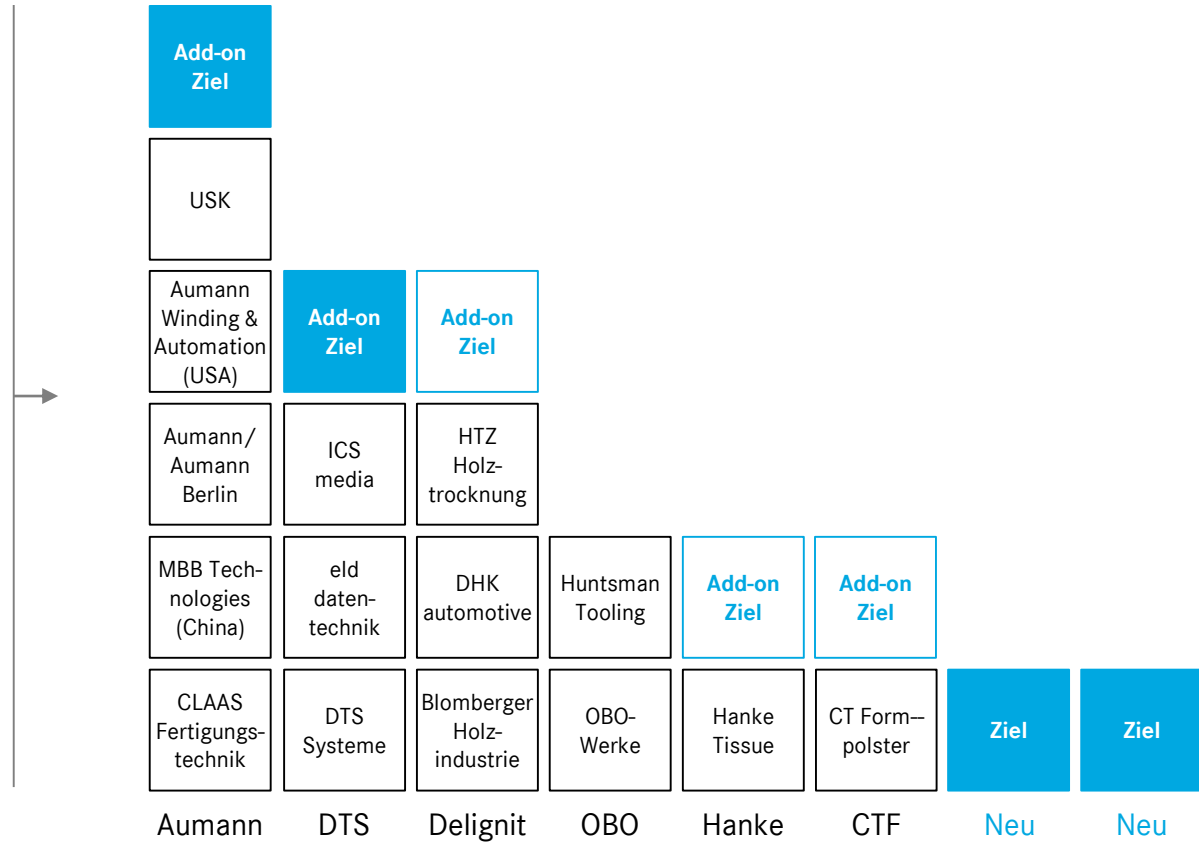 Add-on
Ziel
USK
Aumann
Winding &
Automation
(USA)
Add-on
Ziel
Add-on
Ziel
Aumann/
Aumann
Berlin
ICS
media
HTZ
Holz-
trocknung
MBB Tech-
nologies
(China)
eld
daten-
technik
DHK
automotive
Huntsman
Tooling
Add-on
Ziel
Add-on
Ziel
CLAAS
Fertigungs-
technik
DTS
Systeme
Blomberger
Holz-
industrie
OBO-
Werke
Hanke
Tissue
CT Form--
polster
Ziel
Ziel
Aumann
DTS
Delignit
OBO
Hanke
CTF
Neu
Neu